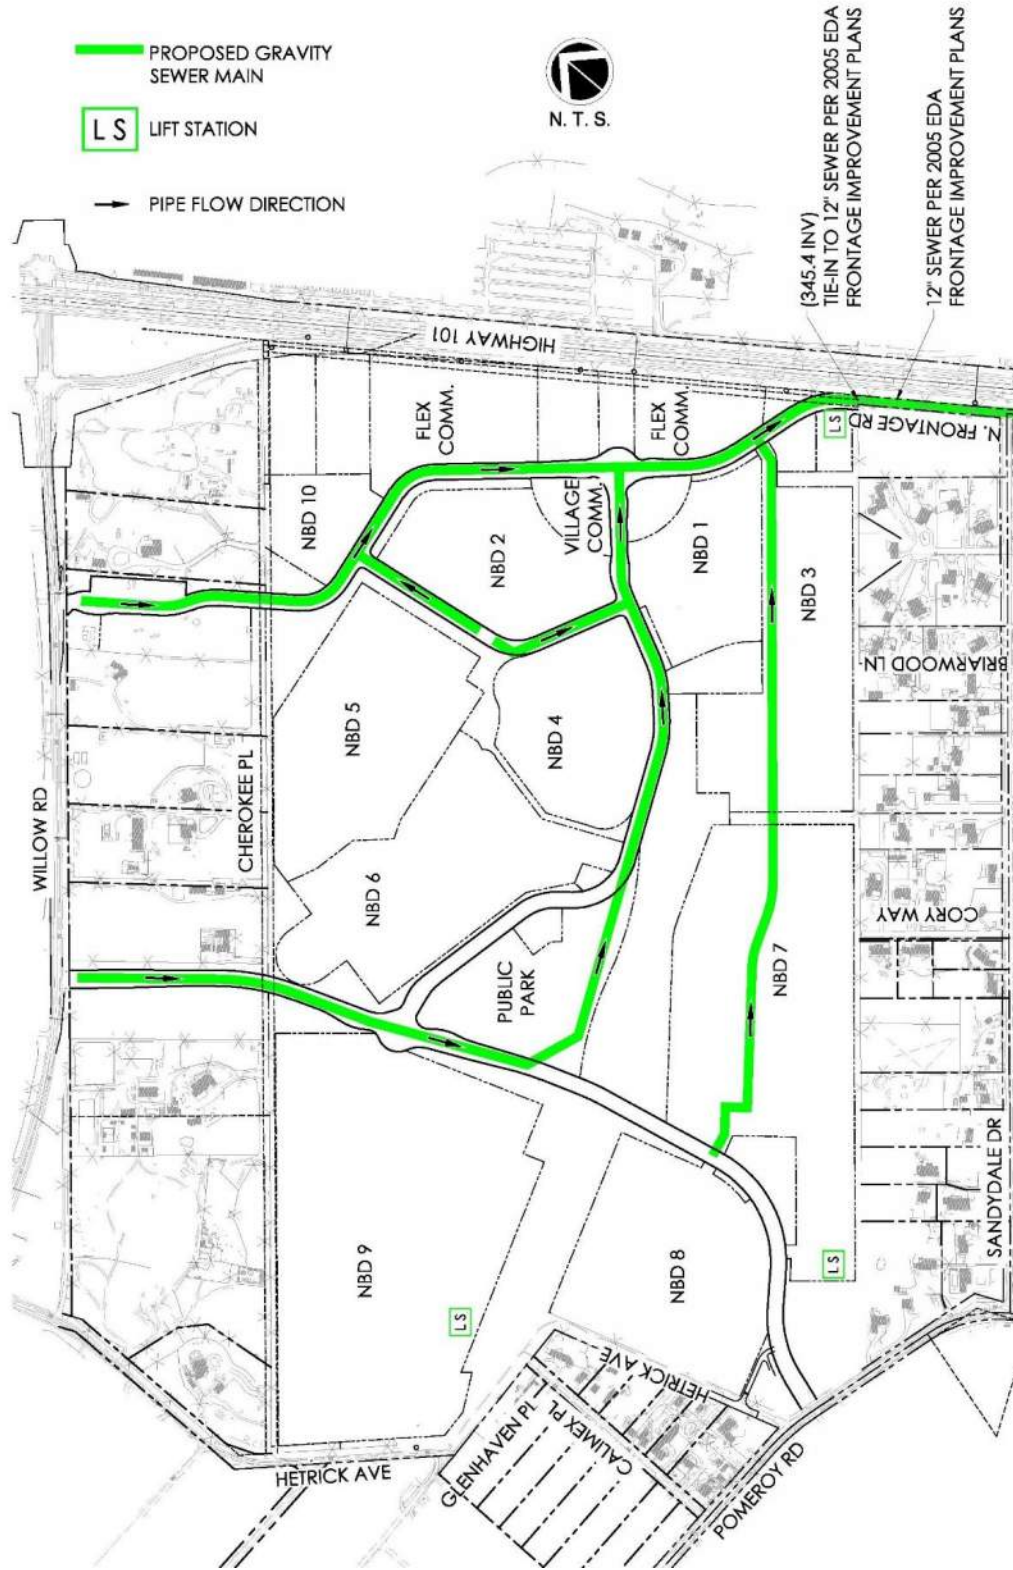 PROPOSED GRAVITY
SEWER MAIN
L S
LIFT STATION
PIPE FLOW DIRECTION
N. T. S.
(345.4 INV)
TIE-IN TO 12" SEWER PER 2005 EDA
FRONTAGE IMPROVEMENT PLANS
12" SEWER PER 2005 EDA
FRONTAGE IMPROVEMENT PLANS
HIGHWAY 101
WILLOW RD
CHEROKEE PL
NBD 10
FLEX
COMM.
FLEX
COMM.
N. FRONTAGE RD
L S
NBD 2
VILLAGE
COMM.
NBD 1
NBD 3
BRIARWOOD LN
NBD 5
NBD 4
NBD 6
CORY WAY
PUBLIC
PARK
NBD 7
SANDYDALE DR
NBD 9
NBD 8
L S
L S
HETRICK AVE
GLENHAVEN PL
CALIMEX PL
HETRICK AVE
POMEROY RD